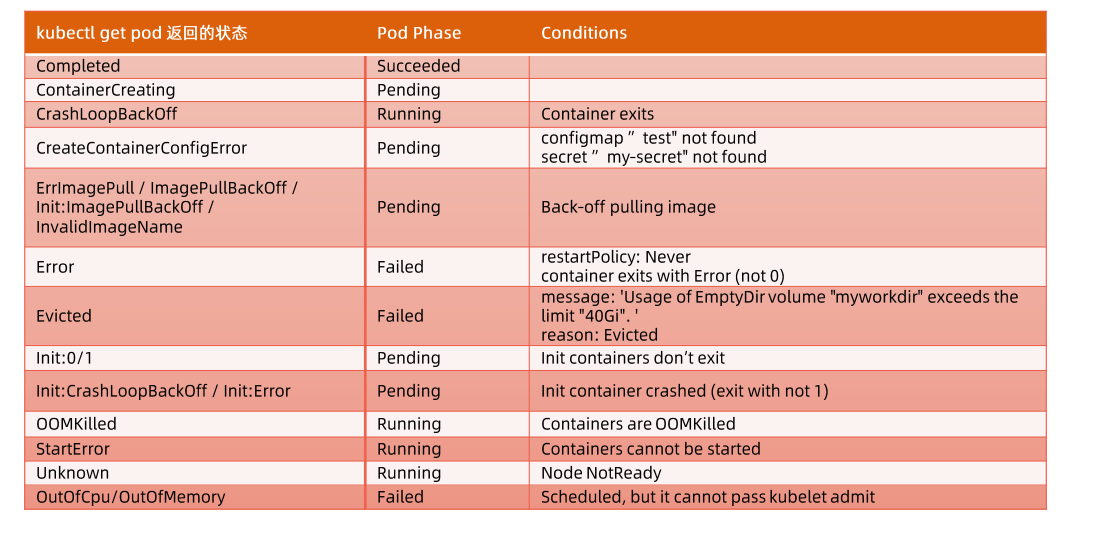 kubectl get pod 返回的状态 Pod Phase Conditions
Completed Succeeded
ContainerCreating Pending
CrashLoopBackOff Running Container exits
CreateContainerConfigError Pending configmap ” test" not found
secret ” my-secret" not found
ErrImagePull / ImagePullBackOff /
Init:ImagePullBackOff / Pending Back-off pulling image
InvalidImageName
Error Failed restartPolicy: Never
container exits with Error (not 0)
Evicted Failed message: 'Usage of EmptyDir volume "myworkdir" exceeds the
limit "40Gi". '
reason: Evicted
Init:0/1 Pending Init containers don’t exit
Init:CrashLoopBackOff / Init:Error Pending Init container crashed (exit with not 1)
OOMKilled Running Containers are OOMKilled
StartError Running Containers cannot be started
Unknown Running Node NotReady
OutOfCpu/OutOfMemory Failed Scheduled, but it cannot pass kubelet admit